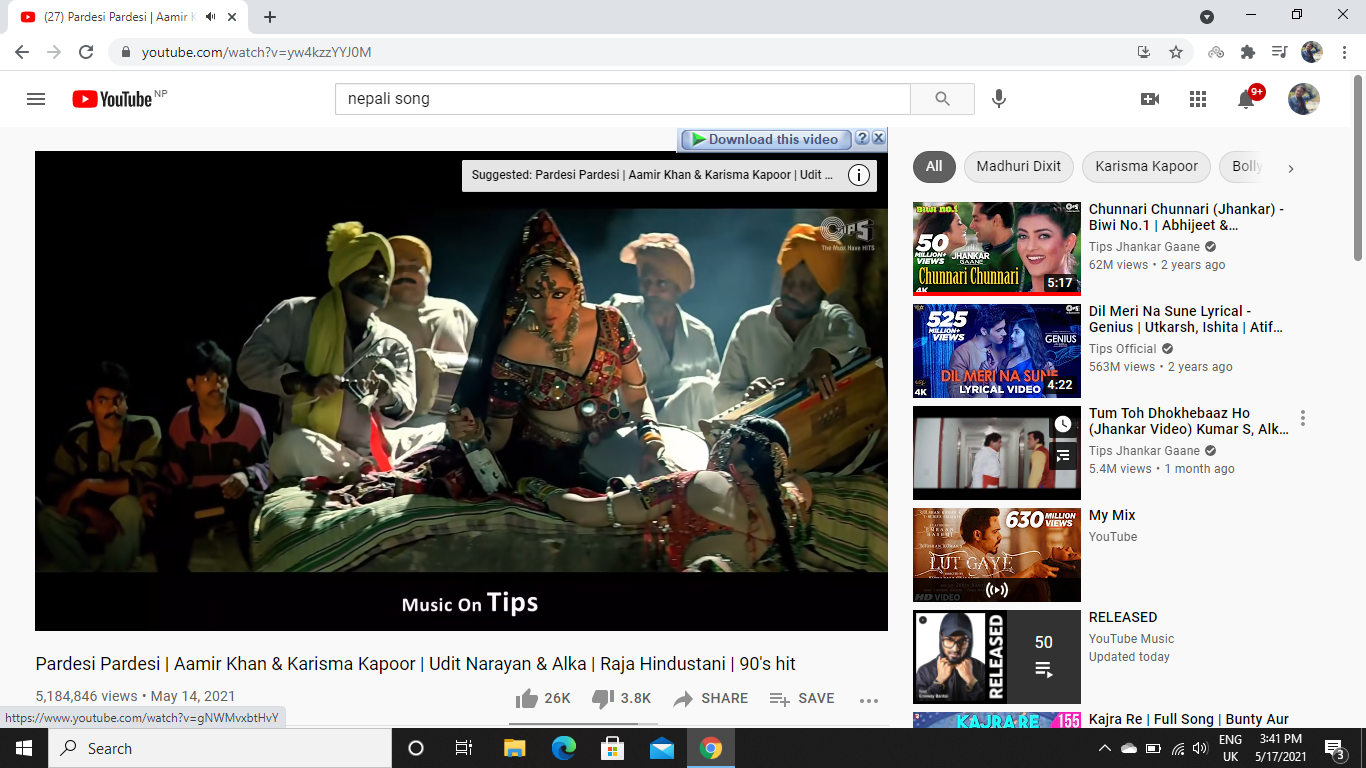 (27) Pardesi Pardesi | Aamir K
youtube.com/watch?v=yw4kzzYYJ0M
YouTube NP
nepali song
9+
Download this video ? X
Suggested: Pardesi Pardesi | Aamir Khan & Karisma Kapoor | Udit ... i
TiPSi
The Must Have HITS
Music On Tips
Pardesi Pardesi | Aamir Khan & Karisma Kapoor | Udit Narayan & Alka | Raja Hindustani | 90's hit
5,184,846 views • May 14, 2021
26K 3.8K SHARE SAVE
https://www.youtube.com/watch?v=gNWMvxbtHvY
All Madhuri Dixit Karisma Kapoor Bolly
BIWI NO.1
50
MILLION+
VIEWS
JHANKAR
GAANE
Chunnari Chunnari
4K
5:17
Chunnari Chunnari (Jhankar) -
Biwi No.1 | Abhijeet &...
Tips Jhankar Gaane
62M views • 2 years ago
525
MILLION+
VIEWS
GENIUS
DIL MERI NA SUNE
LYRICAL VIDEO
4K
4:22
Dil Meri Na Sune Lyrical -
Genius | Utkarsh, Ishita | Atif...
Tips Official
563M views • 2 years ago
Tum Toh Dhokhebaaz Ho
(Jhankar Video) Kumar S, Alk...
Tips Jhankar Gaane
5.4M views • 1 month ago
630 MILLION
VIEWS
LUT GAYE
HD VIDEO
My Mix
YouTube
RELEASED
50
RELEASED
YouTube Music
Updated today
KAJRA RE 155
Kajra Re | Full Song | Bunty Aur
Search
ENG
UK
3:41 PM
5/17/2021
3